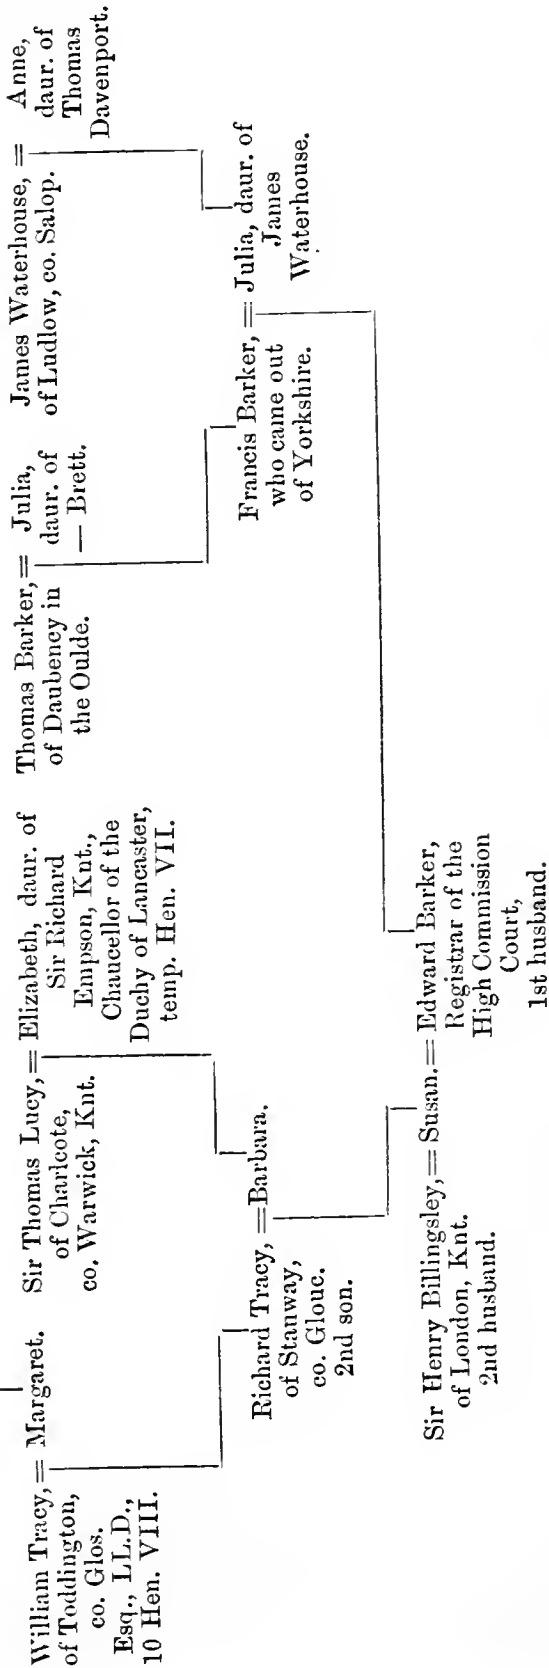 William Tracy, = Margaret.
of Toddington,
co. Glos.
Esq., LL.D.,
10 Hen. VIII.
Sir Thomas Lucy, = Elizabeth, daur. of
of Charlcote,
co. Warwick, Knt.
Sir Richard
Empson, Knt.,
Chaucellor of the
Duchy of Lancaster,
temp. Hen. VII.
Thomas Barker, = Julia,
of Daubency in
the Oulde.
daur. of
— Brett.
James Waterhouse, = Anne,
of Ludlow, co. Salop.
daur. of
Thomas
Davenport.
Richard Tracy, = Barbara.
of Stanway,
co. Glouc.
2nd son.
Francis Barker, = Julia, daur. of
who came out
of Yorkshire.
James
Waterhouse.
Sir Henry Billingsley, = Susan. = Edward Barker,
of London, Knt.
2nd husband.
Registrar of the
High Commission
Court,
1st husband.